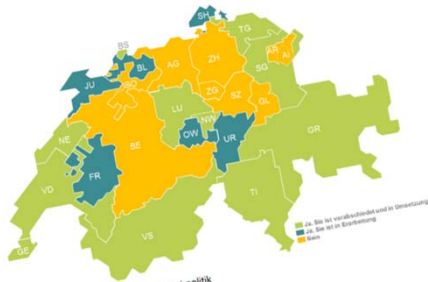 SH
BS
TG
BL
JU
AG
ZH
AR
AI
SG
ZG
LU
SZ
GL
NW
NE
OW
UR
BE
GR
FR
VD
TI
VS
GE
Ja. Sie ist verabschiedet und in Umsetzung
Ja. Sie ist in Erarbeitung
Nein
politik